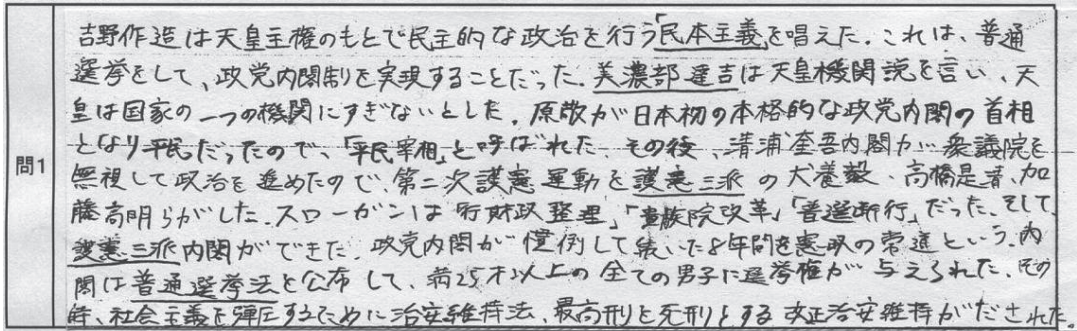 吉野作造は天皇主権のもとで民主的な政治を行う「民本主義」を唱えた。これは、普通
選挙をして、政党内閣制を実現することだった。美濃部達吉は天皇機関説を言い、天
皇は国家の一つの機関にすぎないとした。原敬が日本初の本格的な政党内閣の首相
となり平民だったので、「平民宰相」と呼ばれた。その後、清浦奎吾内閣が衆議院を
問1
無視して政治を進めたので、第二次護憲運動を護憲三派の犬養毅、高橋是清、加
藤高明らがした。スローガンは「行財政整理」、「貴族院改革」「普選断行」だった。そして、
護憲三派内閣ができた。政党内閣が慣例して続いた8年間を憲政の常道という。内
閣は普通選挙法を公布して、満25才以上の全ての男子に選挙権が与えられた。その
時、社会主義を弾圧するために治安維持法、最高刑を死刑とする改正治安維持がだされた。